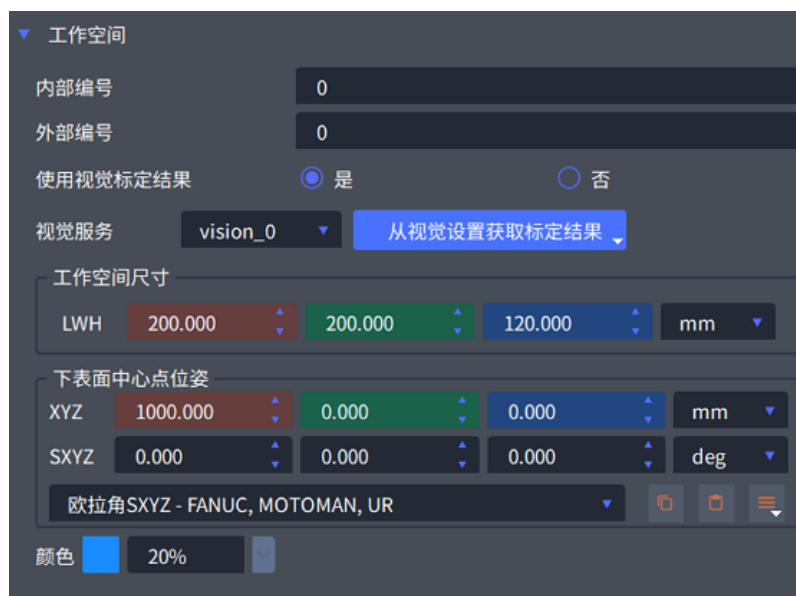 工作空间
内部编号 0
外部编号 0
使用视觉标定结果 是 否
视觉服务 vision_0 从视觉设置获取标定结果
工作空间尺寸
LWH 200.000 200.000 120.000 mm
下表面中心点位姿
XYZ 1000.000 0.000 0.000 mm
SXYZ 0.000 0.000 0.000 deg
欧拉角SXYZ - FANUC, MOTOMAN, UR
颜色 20%